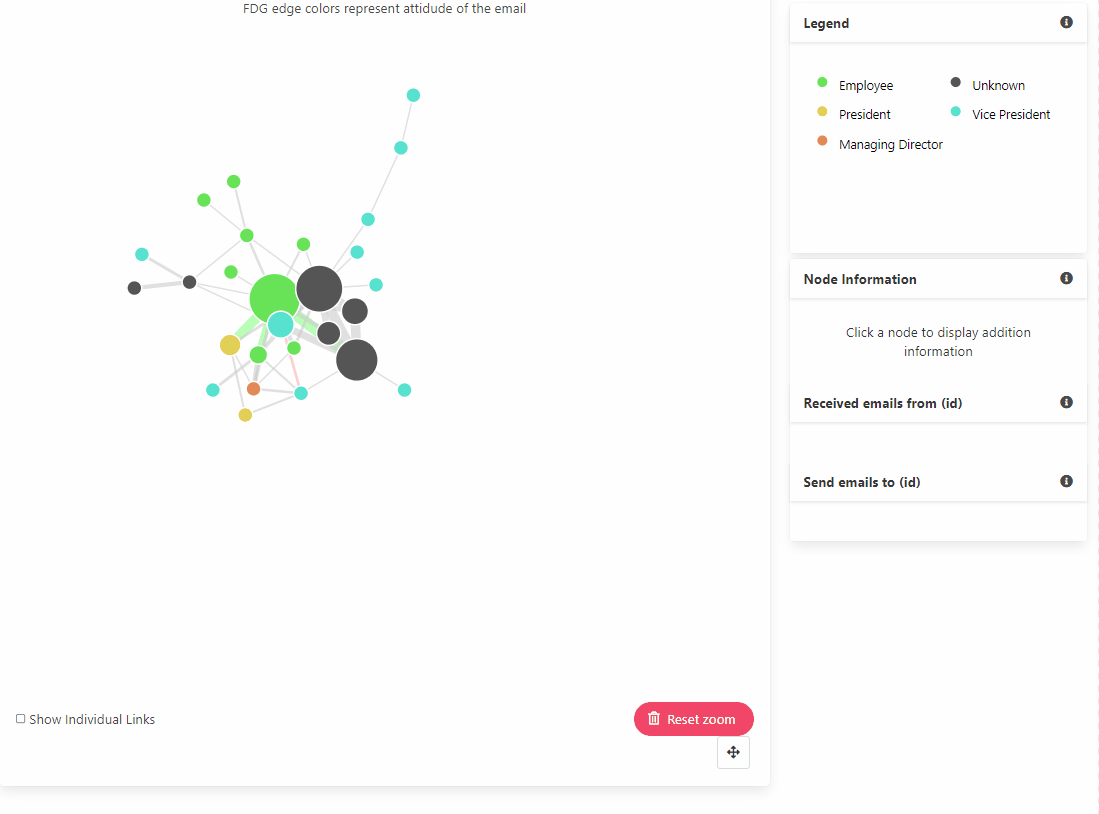 FDG edge colors represent attidude of the email
Legend
Employee
Unknown
President
Vice President
Managing Director
Node Information
Click a node to display addition
information
Received emails from (id)
Send emails to (id)
Show Individual Links
Reset zoom